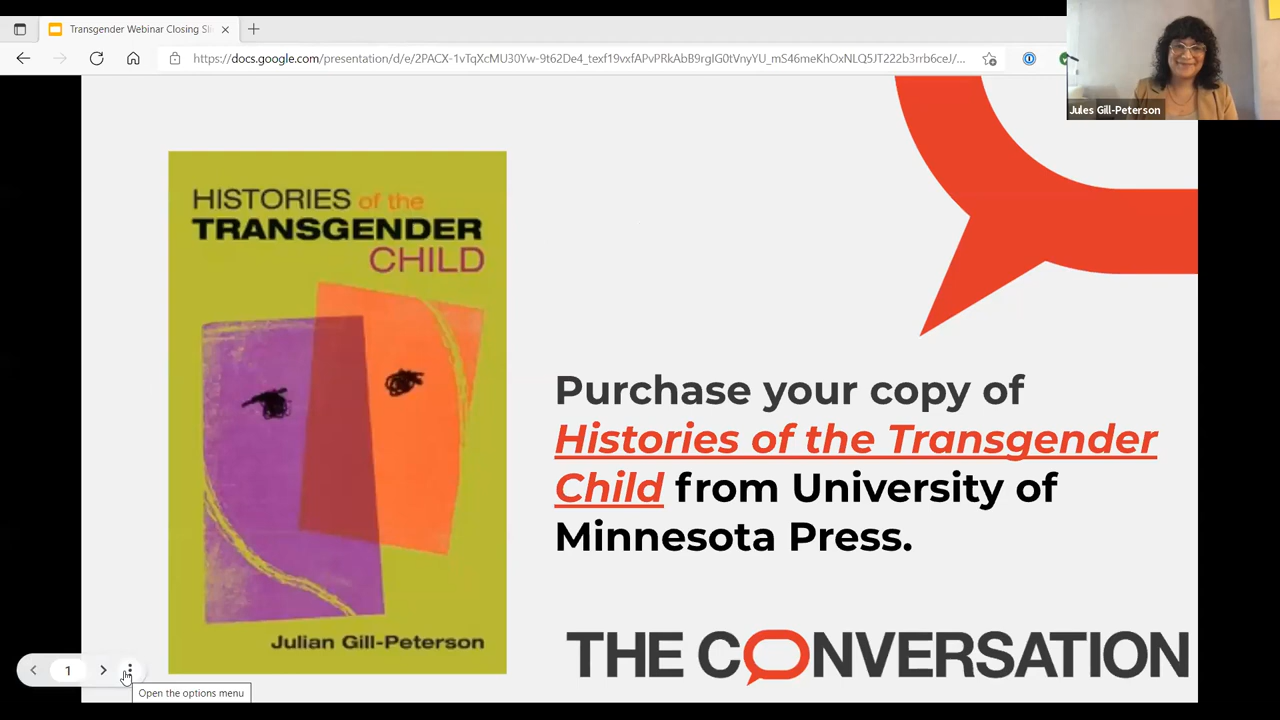 Transgender Webinar Closing Sli
https://docs.google.com/presentation/d/e/2PACX-1vTqXcMU30Yw-9t62De4_texf19vxfAPvPRkAbB9rgIG0tVnyYU_mS46meKhOxNLQ5JT222b3rrb6ceJ/...
Jules Gill-Peterson
HISTORIES of the
TRANSGENDER
CHILD
Julian Gill-Peterson
Purchase your copy of
Histories of the Transgender
Child from University of
Minnesota Press.
THE CONVERSATION
1
Open the options menu